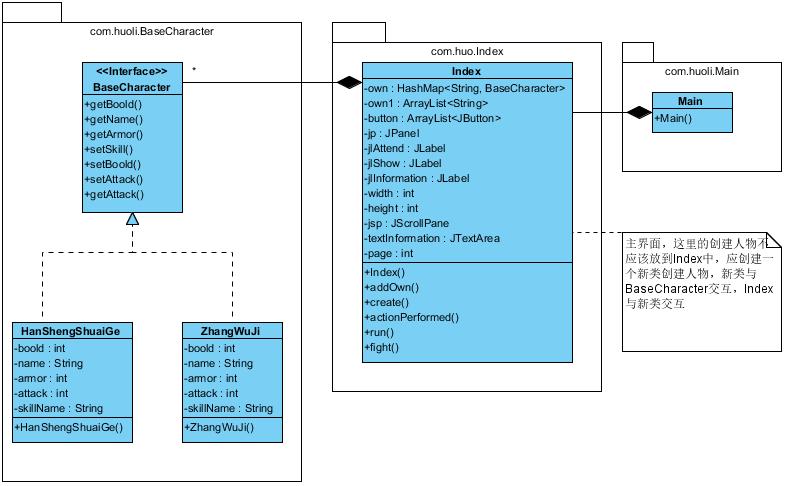 com.huoli.BaseCharacter
<<Interface>>
BaseCharacter
+getBoold()
+getName()
+getArmor()
+setSkill()
+setBoold()
+setAttack()
+getAttack()
*
HanShengShuaiGe
-boold : int
-name : String
-armor : int
-attack : int
-skillName : String
+HanShengShuaiGe()
ZhangWuJi
-boold : int
-name : String
-armor : int
-attack : int
-skillName : String
+ZhangWuJi()
com.huo.Index
Index
-own : HashMap<String, BaseCharacter>
-own1 : ArrayList<String>
-button : ArrayList<JButton>
-jp : JPanel
-jlAttend : JLabel
-jlShow : JLabel
-jlInformation : JLabel
-width : int
-height : int
-jsp : JScrollPane
-textInformation : JTextArea
-page : int
+Index()
+addOwn()
+create()
+actionPerformed()
+run()
+fight()
com.huoli.Main
Main
+Main()
主界面，这里的创建人物不
应该放到Index中，应创建一
个新类创建人物，新类与
BaseCharacter交互，Index
与新类交互